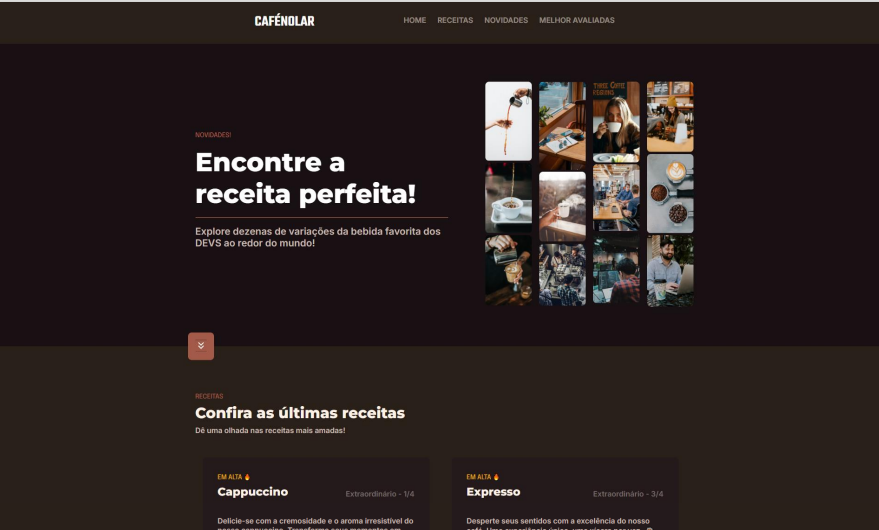 CAFÉNOLAR
HOME RECEITAS NOVIDADES MELHOR AVALIADAS
THREE COFFEE
NOVIDADES!
Encontre a
receita perfeita!
Explore dezenas de variações da bebida favorita dos
DEVS ao redor do mundo!
RECEITAS
Confira as últimas receitas
Dê uma olhada nas receitas mais amadas!
EM ALTA 🔥
Cappuccino
Extraordinário - 1/4
Delicie-se com a cremosidade e o aroma irresistível do
EM ALTA 🔥
Expresso
Extraordinário - 3/4
Desperte seus sentidos com a excelência do nosso